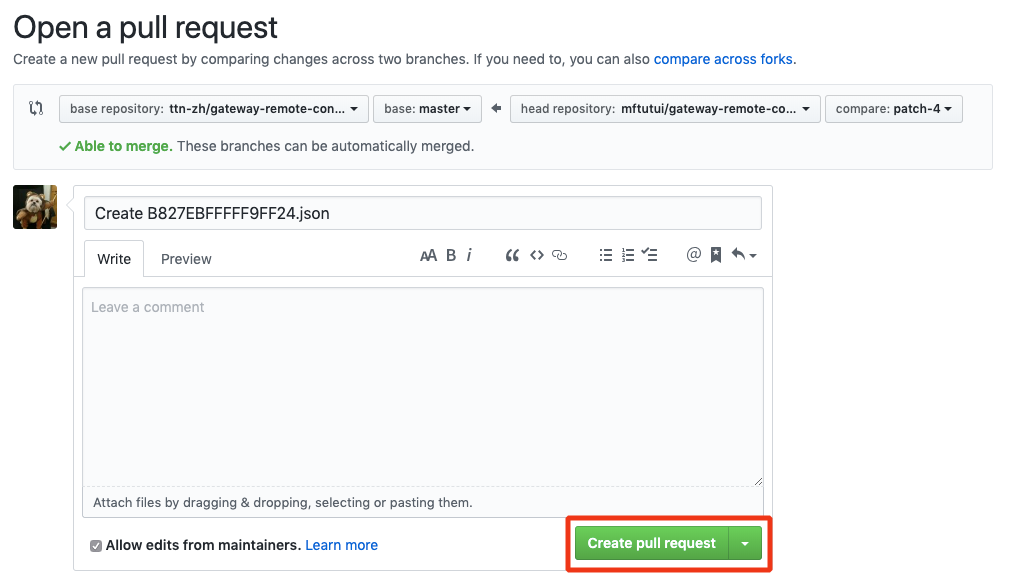 Open a pull request
Create a new pull request by comparing changes across two branches. If you need to, you can also compare across forks.
base repository: ttn-zh/gateway-remote-con... base: master head repository: mftutui/gateway-remote-co... compare: patch-4
Able to merge. These branches can be automatically merged.
Create B827EBFFFFF9FF24.json
Write Preview AA B i @
Leave a comment
Attach files by dragging & dropping, selecting or pasting them.
Allow edits from maintainers. Learn more Create pull request